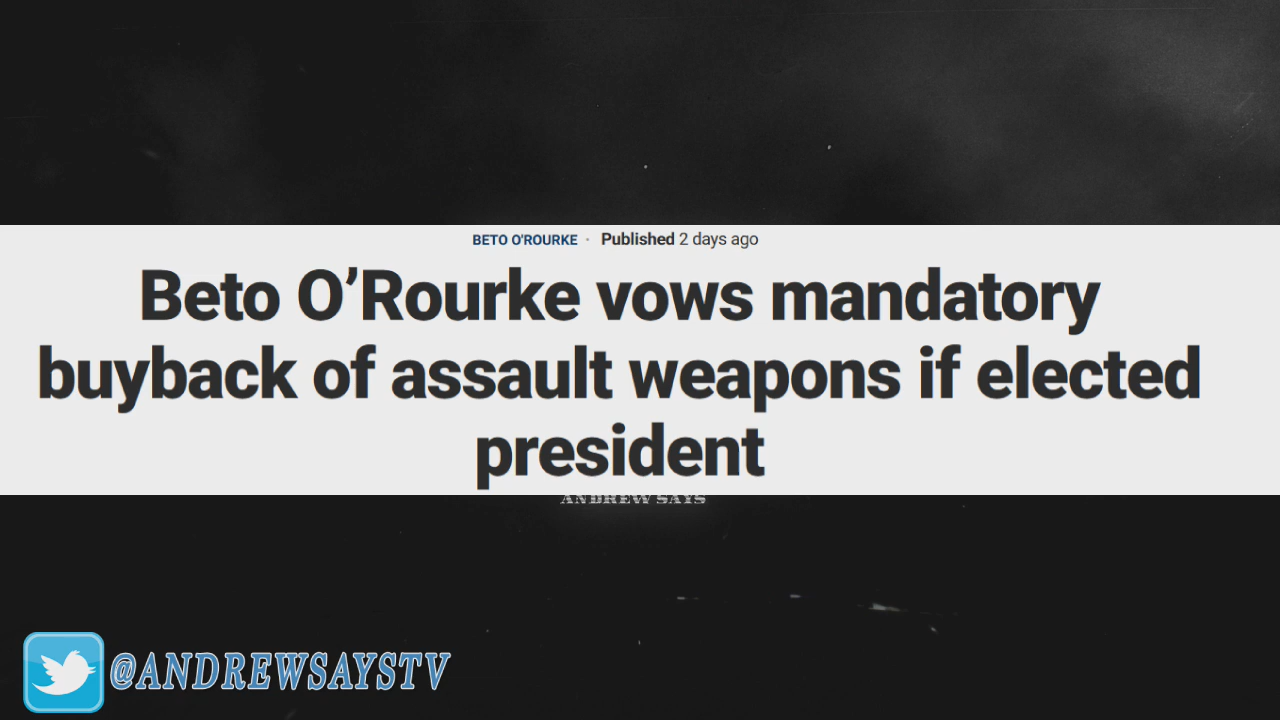 BETO O'ROURKE · Published 2 days ago
Beto O’Rourke vows mandatory
buyback of assault weapons if elected
president
ANDREW SAYS
@ANDREWSAYSTV